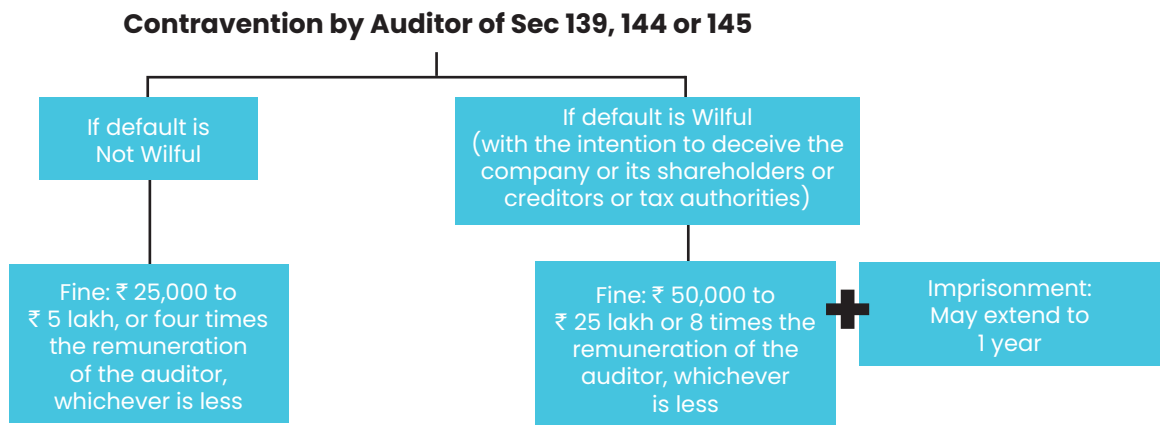 Contravention by Auditor of Sec 139, 144 or 145
If default is
Not Wilful
If default is Wilful
(with the intention to deceive the
company or its shareholders or
creditors or tax authorities)
Fine: ₹ 25,000 to
₹ 5 lakh, or four times
the remuneration
of the auditor,
whichever is less
Fine: ₹ 50,000 to
₹ 25 lakh or 8 times the
remuneration of the
auditor, whichever
is less
Imprisonment:
May extend to
1 year